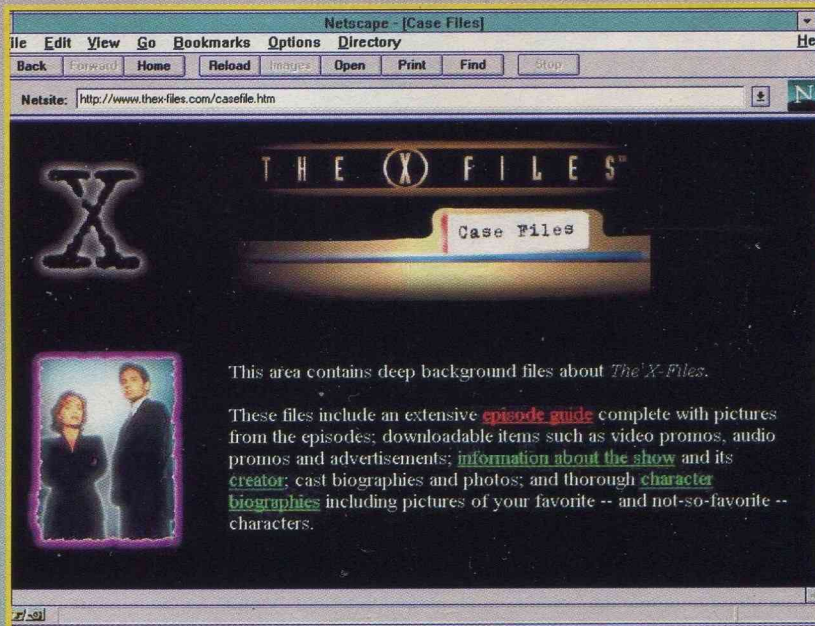 Netscape - [Case Files]
ile Edit View Go Bookmarks Options Directory He
Back Forward Home Reload Images Open Print Find Stop
Netsite: http://www.thex-files.com/casefile.htm N
THE X FILES
Case Files
X
This area contains deep background files about The X-Files.
These files include an extensive episode guide complete with pictures
from the episodes; downloadable items such as video promos, audio
promos and advertisements; information about the show and its
creator; cast biographies and photos; and thorough character
biographies including pictures of your favorite -- and not-so-favorite --
characters.